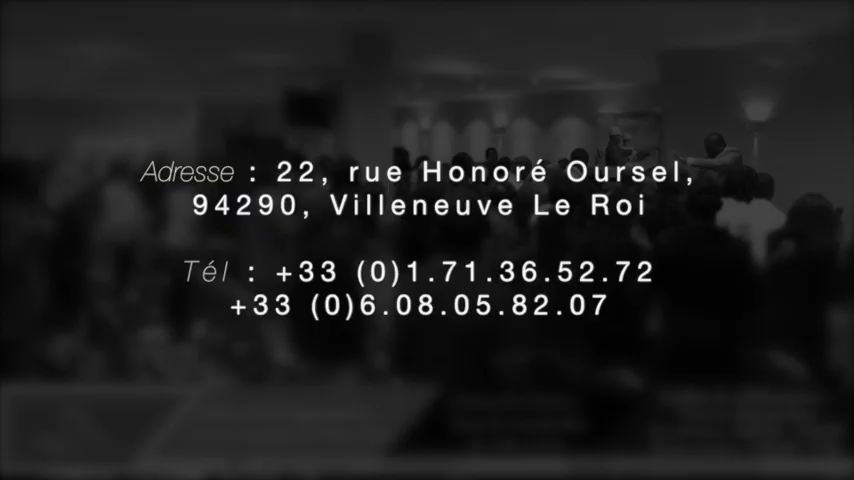 Adresse : 22, rue Honoré Oursel,
94290, Villeneuve Le Roi
Tél : +33 (0)1.71.36.52.72
+33 (0)6.08.05.82.07